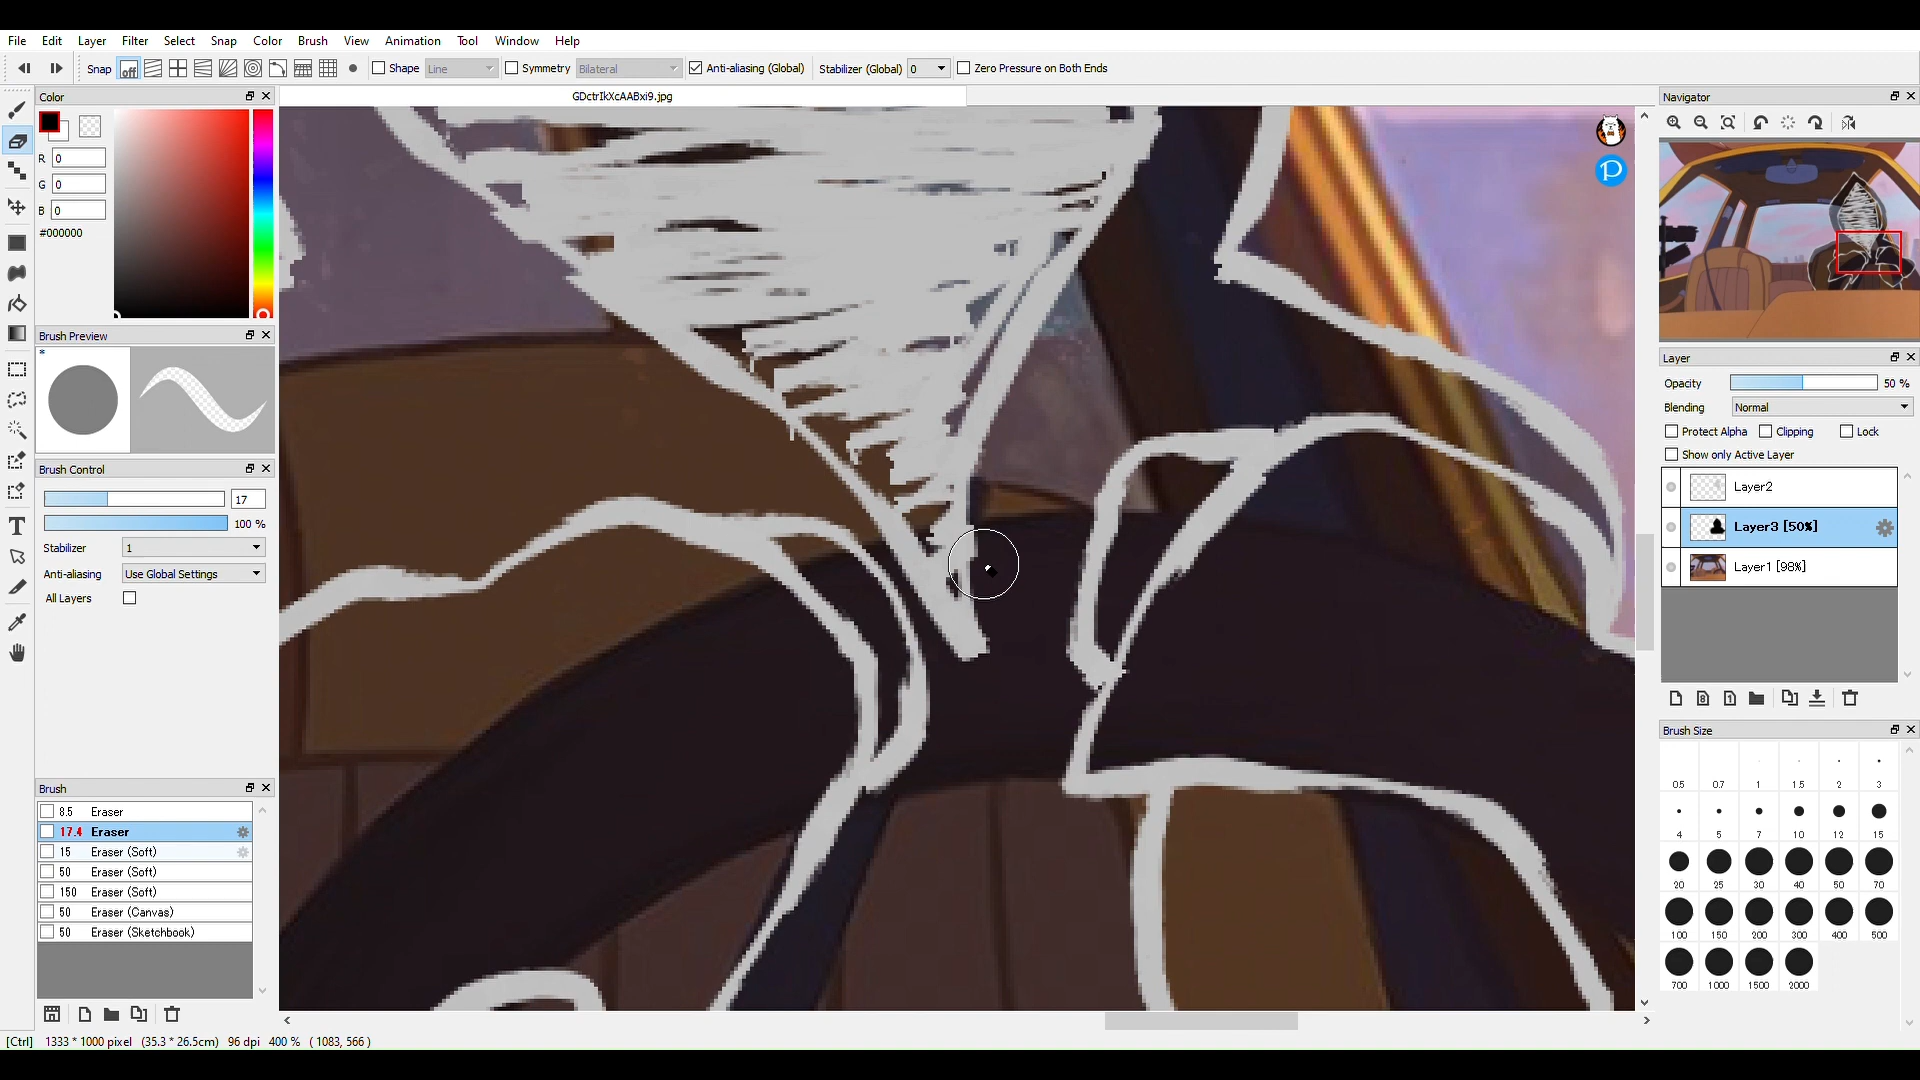 File Edit Layer Filter Select Snap Color Brush View Animation Tool Window Help
Snap off Shape Line Symmetry Bilateral Anti-aliasing (Global) Stabilizer (Global) 0 Zero Pressure on Both Ends
Color
GDctrIkXcAABxi9.jpg
R 0
G 0
B 0
#000000
Brush Preview
*
Brush Control
17
100 %
Stabilizer 1
Anti-aliasing Use Global Settings
All Layers
Brush
8.5 Eraser
17.4 Eraser
15 Eraser (Soft)
50 Eraser (Soft)
150 Eraser (Soft)
50 Eraser (Canvas)
50 Eraser (Sketchbook)
Navigator
Layer
Opacity 50 %
Blending Normal
Protect Alpha Clipping Lock
Show only Active Layer
Layer2
Layer3 [50%]
Layer1 [98%]
Brush Size
0.5 0.7 1 1.5 2 3
4 5 7 10 12 15
20 25 30 40 50 70
100 150 200 300 400 500
700 1000 1500 2000
[Ctrl] 1333 * 1000 pixel (35.3 * 26.5cm) 96 dpi 400 % ( 1083, 566 )